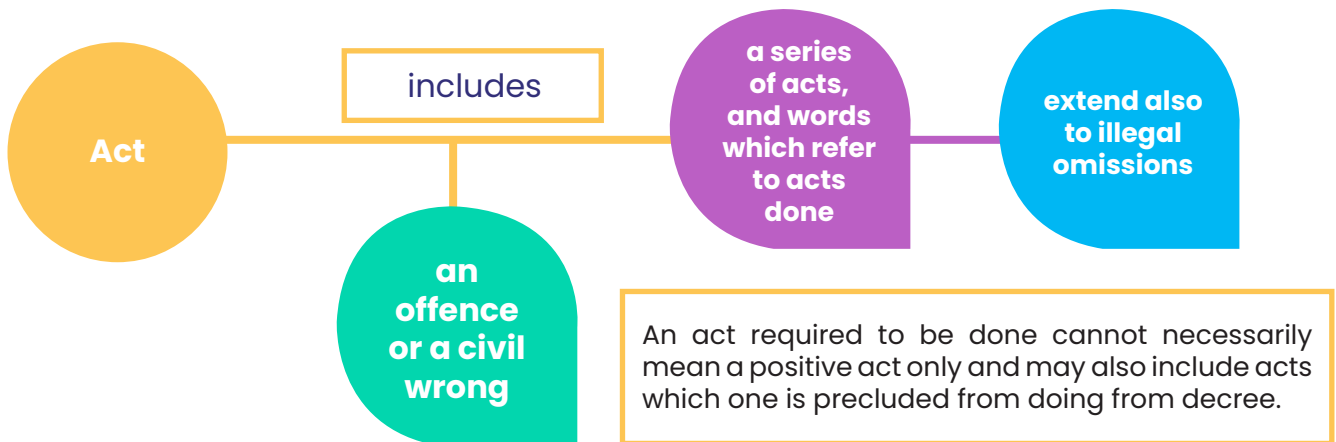 Act
includes
a series
of acts,
and words
which refer
to acts
done
extend also
to illegal
omissions
an
offence
or a civil
wrong
An act required to be done cannot necessarily
mean a positive act only and may also include acts
which one is precluded from doing from decree.